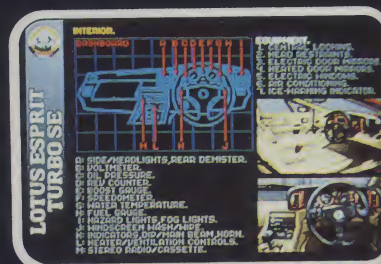 LOTUS ESPRIT
TURBO SE
INTERIOR.
DASHBOARD
A B C D E F G H I J
M L K J
A: SIDE/HEADLIGHTS, REAR DEMISTER.
B: VOLTMETER.
C: OIL PRESSURE.
D: REV COUNTER.
E: BOOST GAUGE.
F: SPEEDOMETER.
G: WATER TEMPERATURE.
H: FUEL GAUGE.
I: HAZARD LIGHTS, FOG LIGHTS.
J: WINDSCREEN WASH/WIPE.
K: INDICATORS, DIP/MAIN BEAM, HORN.
L: HEATER/VENTILATION CONTROLS.
M: STEREO RADIO/CASSETTE.
EQUIPMENT.
1. CENTRAL LOCKING.
2. HEAD RESTRAINTS.
3. ELECTRIC DOOR MIRRORS.
4. HEATED DOOR MIRRORS.
5. ELECTRIC WINDOWS.
6. AIR CONDITIONING.
7. ICE-WARNING INDICATOR.